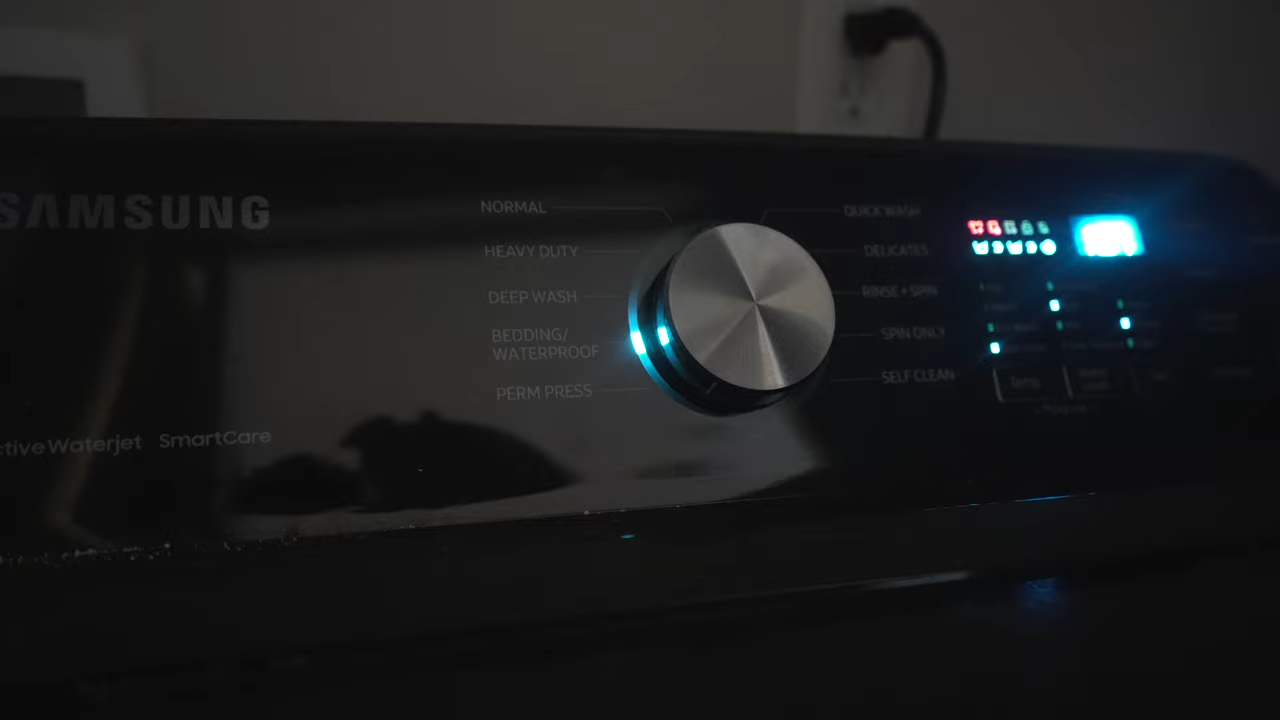 SAMSUNG
NORMAL
HEAVY DUTY
DEEP WASH
BEDDING/
WATERPROOF
PERM PRESS
QUICK WASH
DELICATES
RINSE + SPIN
SPIN ONLY
SELF CLEAN
ctiveWaterjet SmartCare
Temp